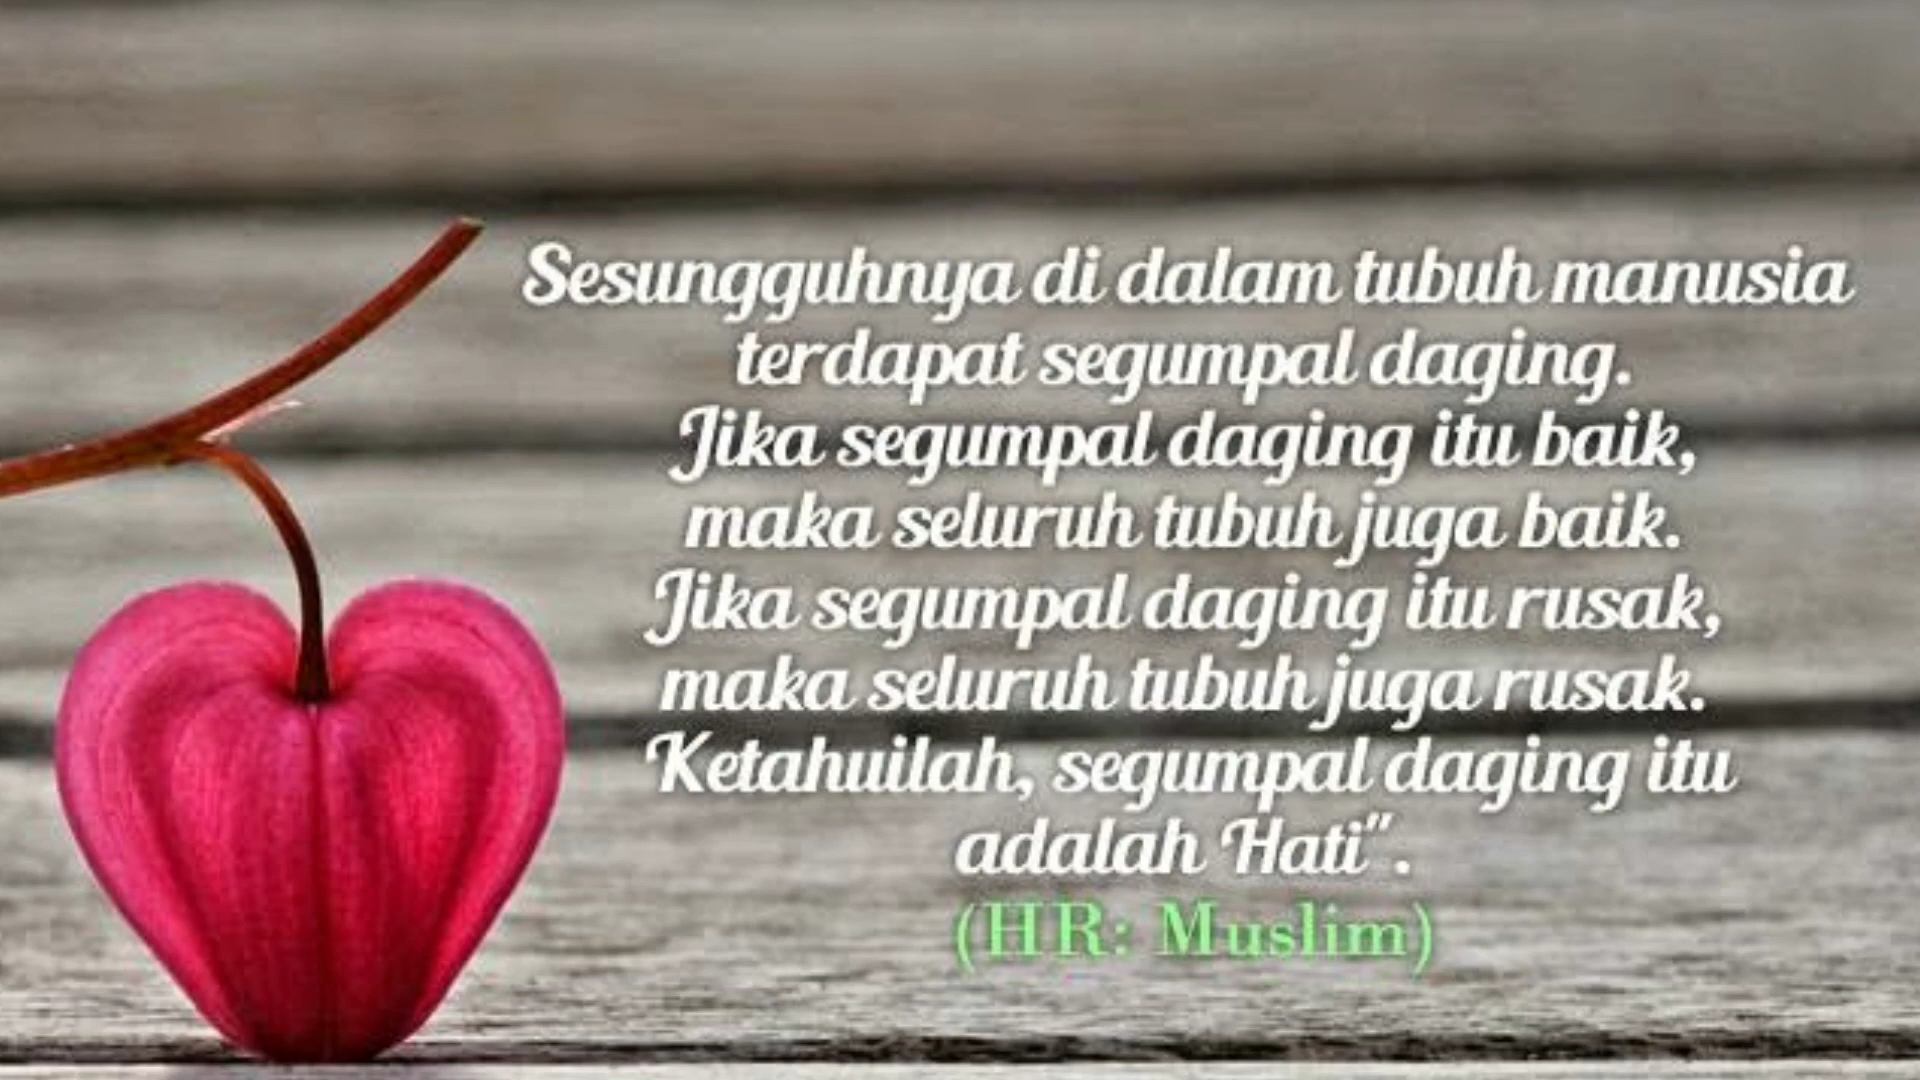 Sesungguhnya di dalam tubuh manusia
terdapat segumpal daging.
Jika segumpal daging itu baik,
maka seluruh tubuh juga baik.
Jika segumpal daging itu rusak,
maka seluruh tubuh juga rusak.
Ketahuilah, segumpal daging itu
adalah Hati".
(HR: Muslim)